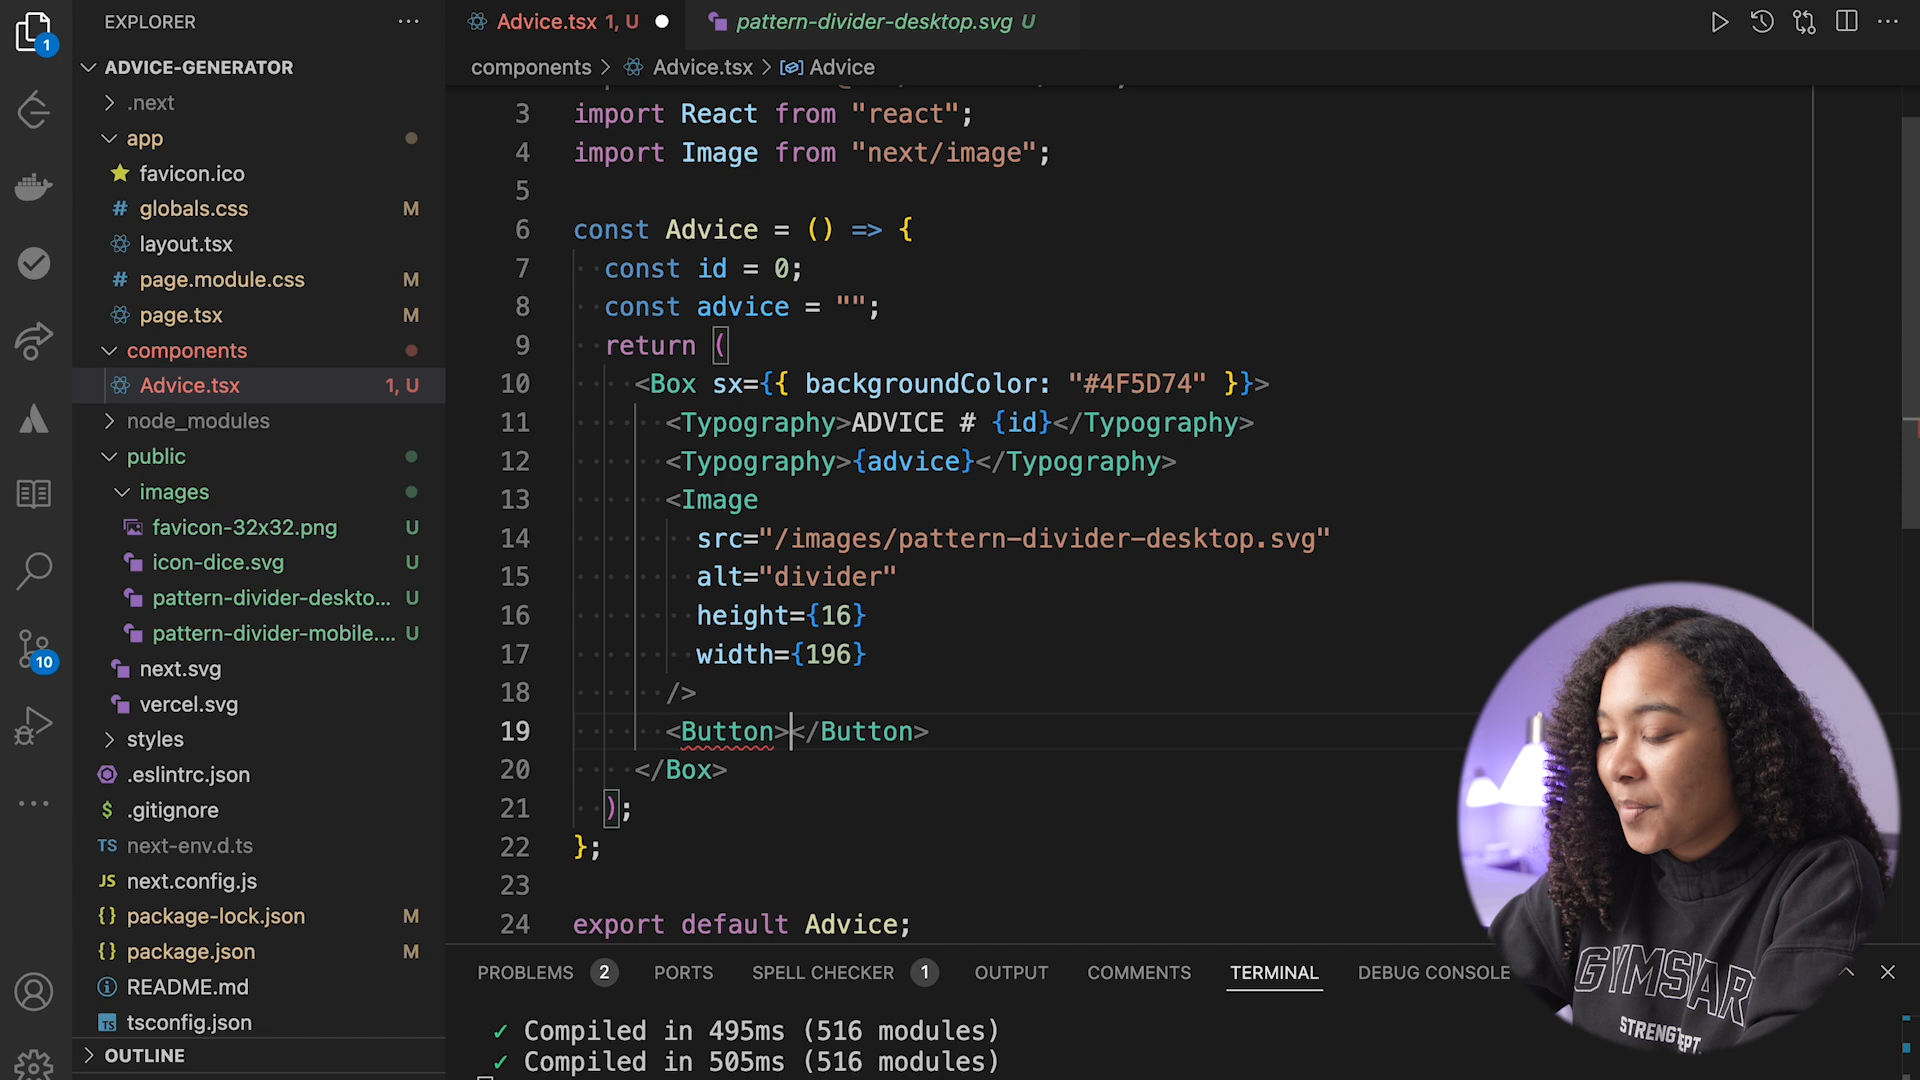 EXPLORER
ADVICE-GENERATOR
.next
app
favicon.ico
globals.css M
layout.tsx
page.module.css M
page.tsx M
components
Advice.tsx 1, U
node_modules
public
images
favicon-32x32.png U
icon-dice.svg U
pattern-divider-deskto... U
pattern-divider-mobile.... U
next.svg
vercel.svg
styles
.eslintrc.json
.gitignore
TS next-env.d.ts
JS next.config.js
{} package-lock.json M
{} package.json M
README.md
TS tsconfig.json
OUTLINE
1
10
Advice.tsx 1, U
pattern-divider-desktop.svg U
components > Advice.tsx > Advice
3 import React from "react";
4 import Image from "next/image";
5
6 const Advice = () => {
7 const id = 0;
8 const advice = "";
9 return (
10 <Box sx={{ backgroundColor: "#4F5D74" }}>
11 <Typography>ADVICE # {id}</Typography>
12 <Typography>{advice}</Typography>
13 <Image
14 src="/images/pattern-divider-desktop.svg"
15 alt="divider"
16 height={16}
17 width={196}
18 />
19 <Button></Button>
20 </Box>
21 );
22 };
23
24 export default Advice;
PROBLEMS 2 PORTS SPELL CHECKER 1 OUTPUT COMMENTS TERMINAL DEBUG CONSOLE
✓ Compiled in 495ms (516 modules)
✓ Compiled in 505ms (516 modules)